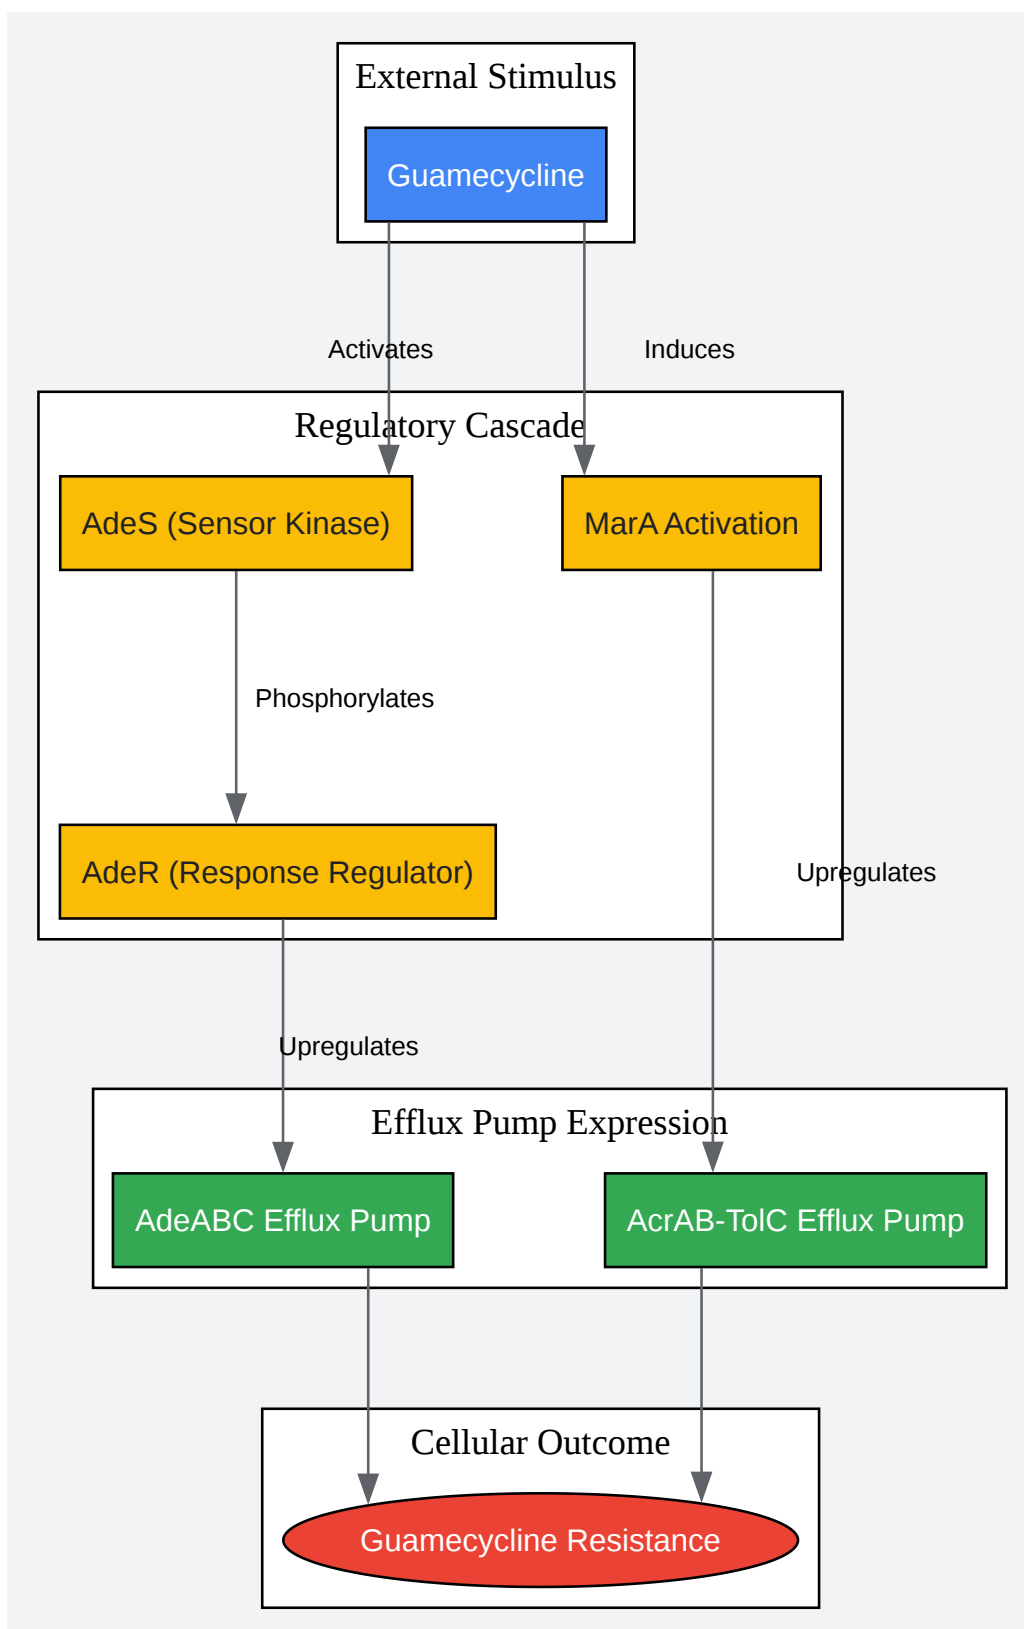 External Stimulus
Guamecycline
Activates
Induces
Regulatory Cascade
AdeS (Sensor Kinase)
MarA Activation
Phosphorylates
AdeR (Response Regulator)
Upregulates
Upregulates
Efflux Pump Expression
AdeABC Efflux Pump
AcrAB-TolC Efflux Pump
Cellular Outcome
Guamecycline Resistance